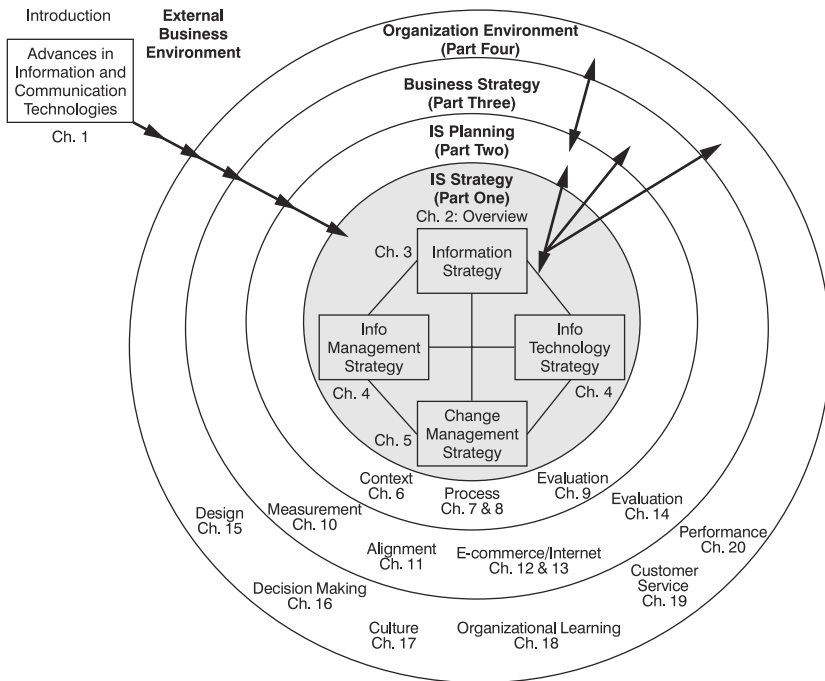 Introduction
External
Business
Environment
Advances in
Information and
Communication
Technologies
Ch. 1
Organization Environment
(Part Four)
Business Strategy
(Part Three)
IS Planning
(Part Two)
IS Strategy
(Part One)
Ch. 2: Overview
Ch. 3
Information
Strategy
Info
Management
Strategy
Ch. 4
Info
Technology
Strategy
Ch. 4
Ch. 5
Change
Management
Strategy
Context
Ch. 6
Process
Ch. 7 & 8
Evaluation
Ch. 9
Measurement
Ch. 10
Alignment
Ch. 11
E-commerce/Internet
Ch. 12 & 13
Evaluation
Ch. 14
Design
Ch. 15
Decision Making
Ch. 16
Culture
Ch. 17
Organizational Learning
Ch. 18
Customer
Service
Ch. 19
Performance
Ch. 20